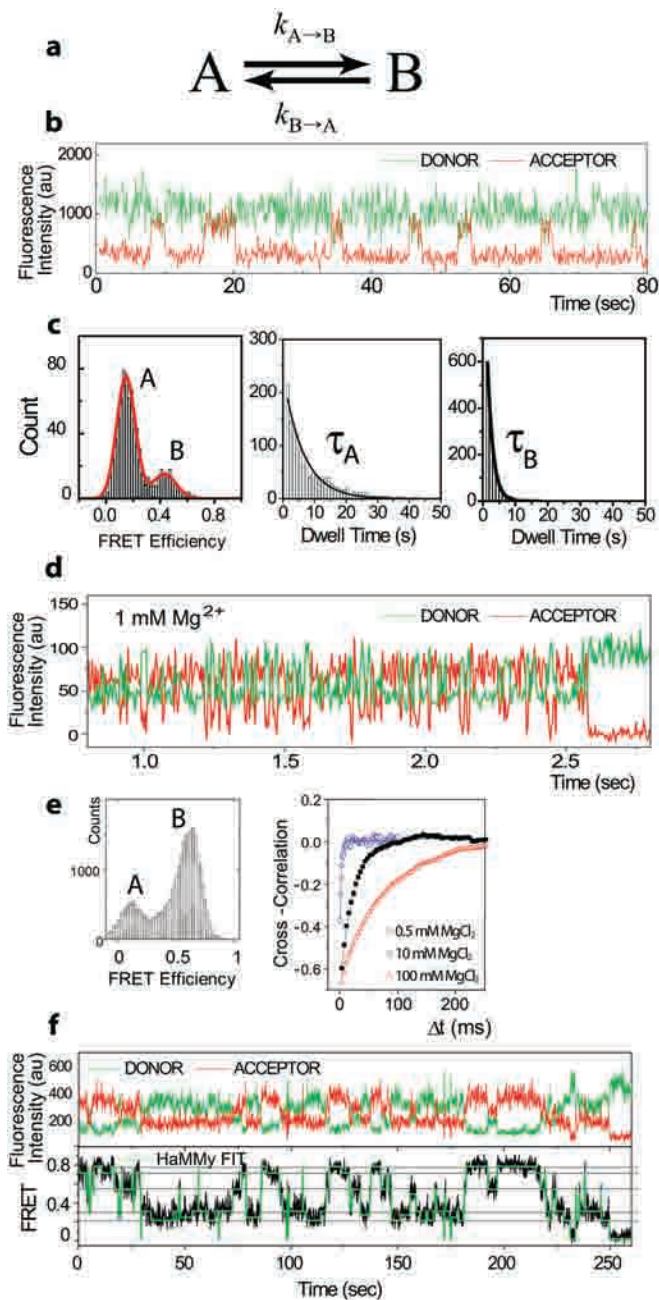 a
k A→B
A B
k B→A
b
DONOR ACCEPTOR
Fluorescence Intensity (au)
2000
1000
0
0 20 40 60 80
Time (sec)
c
Count
80
40
0
A
B
0.0 0.4 0.8
FRET Efficiency
300
200
100
0
τA
0 10 20 30 40 50
Dwell Time (s)
600
400
200
0
τB
0 10 20 30 40 50
Dwell Time (s)
d
1 mM Mg2+
DONOR ACCEPTOR
Fluorescence Intensity (au)
150
100
50
0
1.0 1.5 2.0 2.5
Time (sec)
e
Counts
1000
0
A
B
0 0.5 1
FRET Efficiency
Cross-Correlation
0.2
0.0
-0.2
-0.4
-0.6
0.5 mM MgCl2
10 mM MgCl2
100 mM MgCl2
0 100 200
Δt (ms)
f
DONOR ACCEPTOR
Fluorescence Intensity (au)
600
400
200
HaMMy FIT
FRET
0.8
0.4
0
0 50 100 150 200 250
Time (sec)